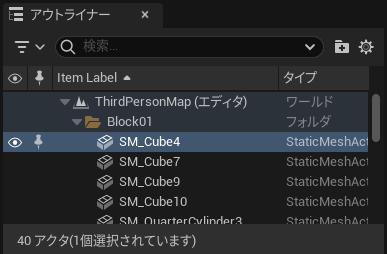 アウトライナー
検索...
Item Label タイプ
ThirdPersonMap (エディタ) ワールド
Block01 フォルダ
SM_Cube4 StaticMeshAct
SM_Cube7 StaticMeshAct
SM_Cube9 StaticMeshAct
SM_Cube10 StaticMeshAct
SM_QuarterCylinder3 StaticMeshAct
40 アクタ(1個選択されています)